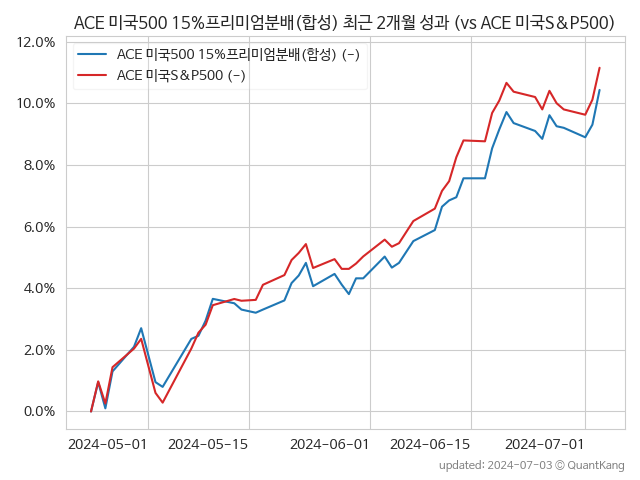 ACE 미국500 15%프리미엄분배(합성) 최근 2개월 성과 (vs ACE 미국S&P500)
12.0%
10.0%
8.0%
6.0%
4.0%
2.0%
0.0%
ACE 미국500 15%프리미엄분배(합성) (-)
ACE 미국S&P500 (-)
2024-05-01 2024-05-15 2024-06-01 2024-06-15 2024-07-01
updated: 2024-07-03 © QuantKang